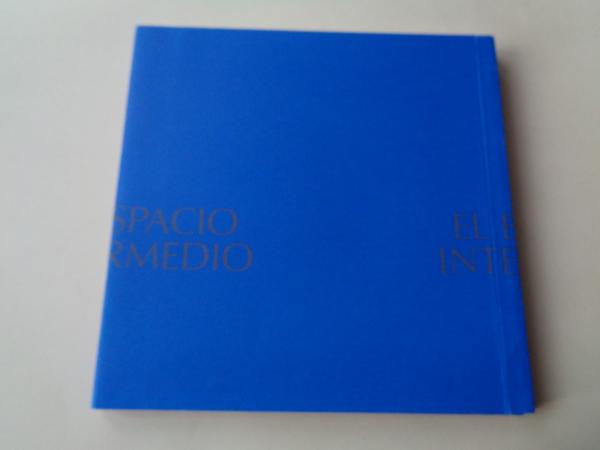 SPACIO
RMEDIO
EL E
INTE